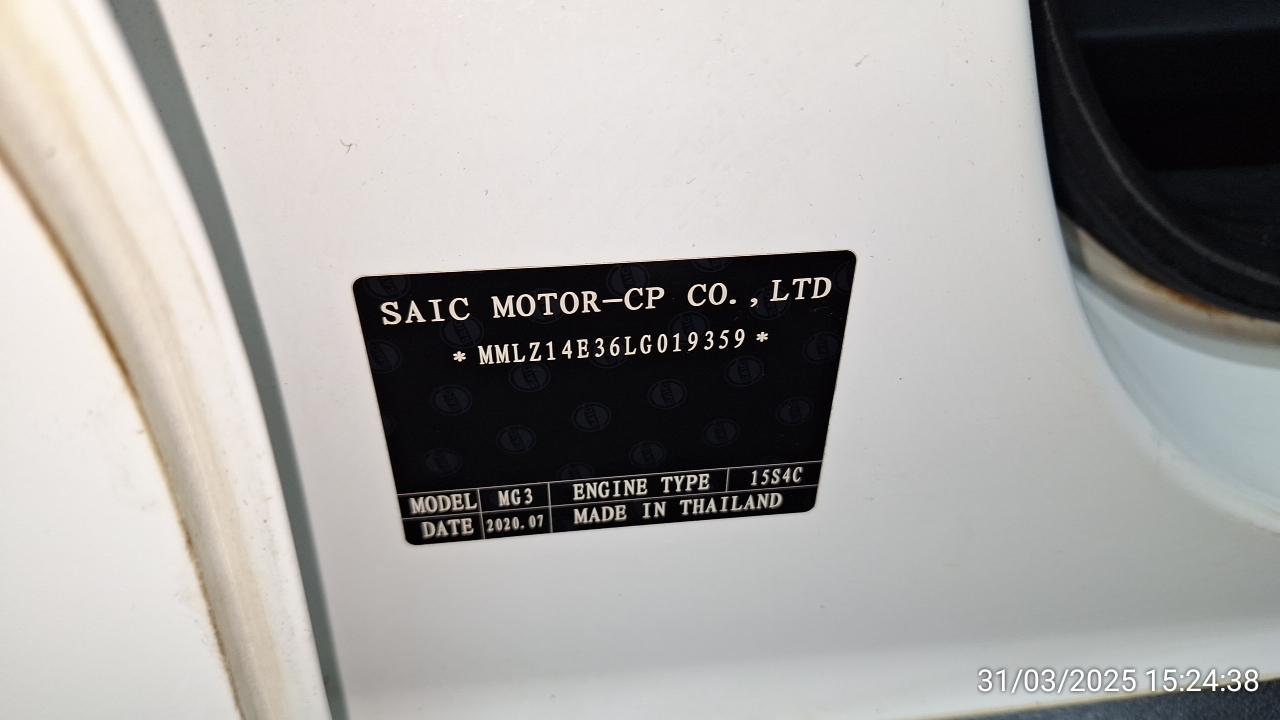 SAIC MOTOR-CP CO.,LTD
* MMLZ14E36LG019359 *
MODEL MG3 ENGINE TYPE 15S4C
DATE 2020.07 MADE IN THAILAND
31/03/2025 15:24:38